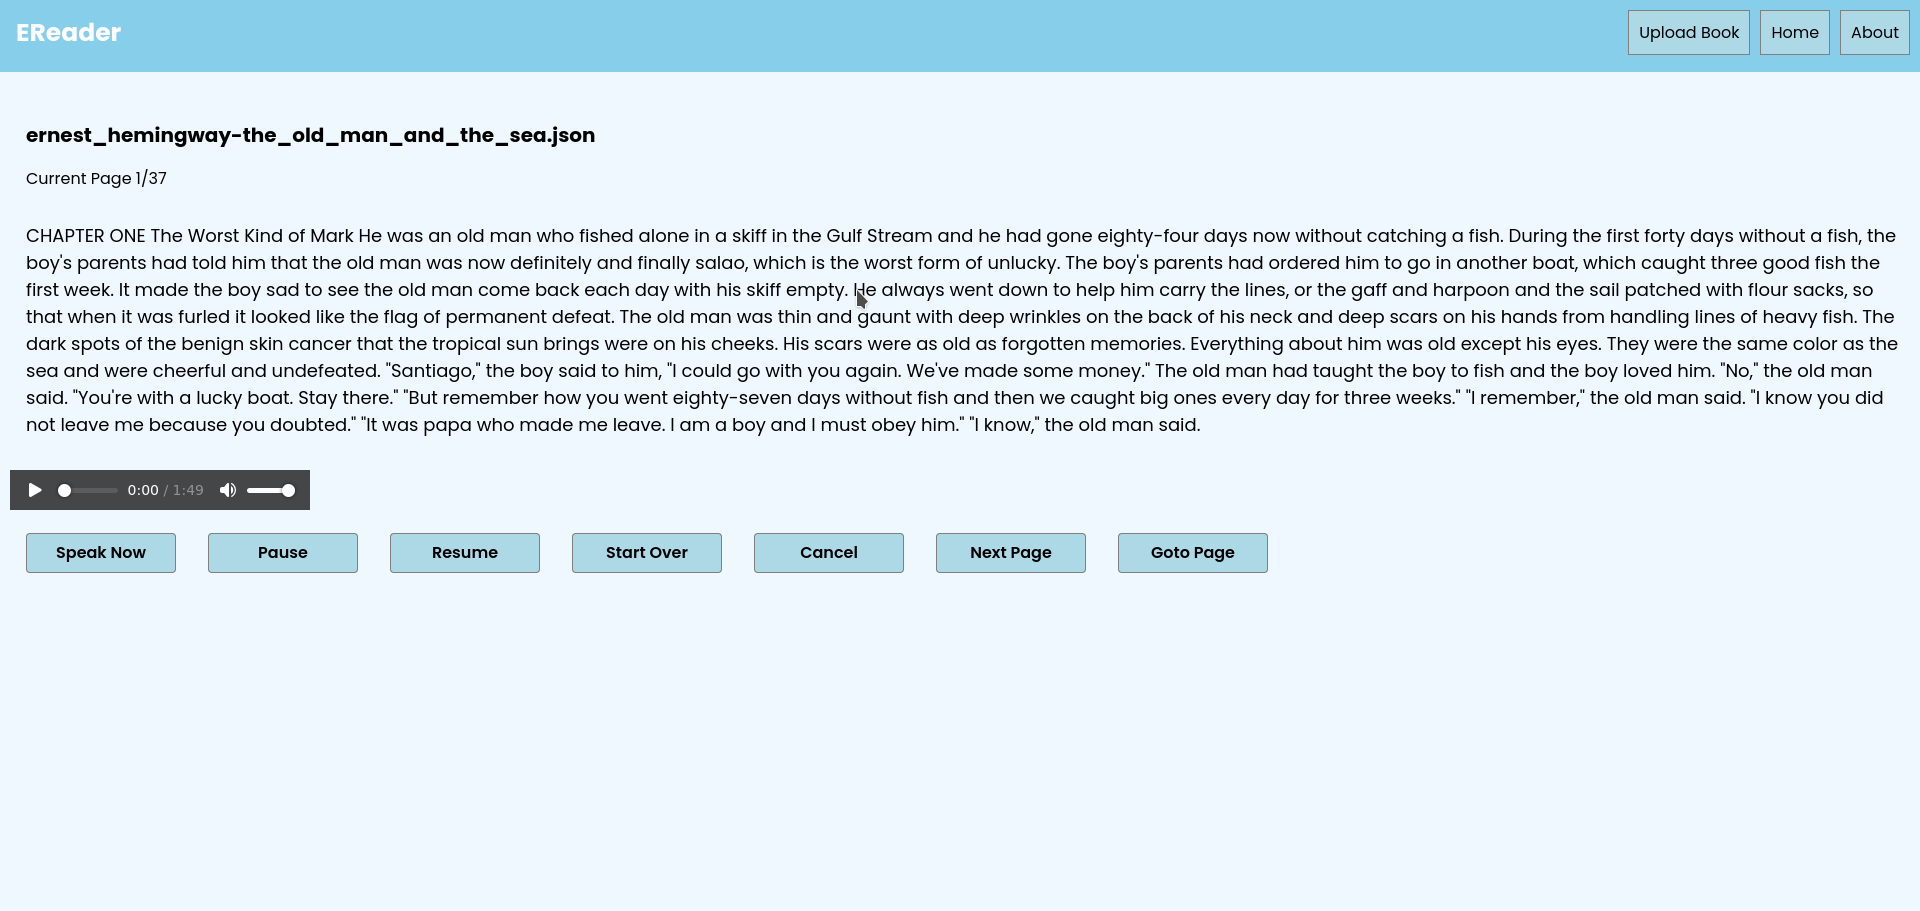 EReader
Upload Book
Home
About
ernest_hemingway-the_old_man_and_the_sea.json
Current Page 1/37
CHAPTER ONE The Worst Kind of Mark He was an old man who fished alone in a skiff in the Gulf Stream and he had gone eighty-four days now without catching a fish. During the first forty days without a fish, the
boy's parents had told him that the old man was now definitely and finally salao, which is the worst form of unlucky. The boy's parents had ordered him to go in another boat, which caught three good fish the
first week. It made the boy sad to see the old man come back each day with his skiff empty. He always went down to help him carry the lines, or the gaff and harpoon and the sail patched with flour sacks, so
that when it was furled it looked like the flag of permanent defeat. The old man was thin and gaunt with deep wrinkles on the back of his neck and deep scars on his hands from handling lines of heavy fish. The
dark spots of the benign skin cancer that the tropical sun brings were on his cheeks. His scars were as old as forgotten memories. Everything about him was old except his eyes. They were the same color as the
sea and were cheerful and undefeated. "Santiago," the boy said to him, "I could go with you again. We've made some money." The old man had taught the boy to fish and the boy loved him. "No," the old man
said. "You're with a lucky boat. Stay there." "But remember how you went eighty-seven days without fish and then we caught big ones every day for three weeks." "I remember," the old man said. "I know you did
not leave me because you doubted." "It was papa who made me leave. I am a boy and I must obey him." "I know," the old man said.
0:00 / 1:49
Speak Now
Pause
Resume
Start Over
Cancel
Next Page
Goto Page